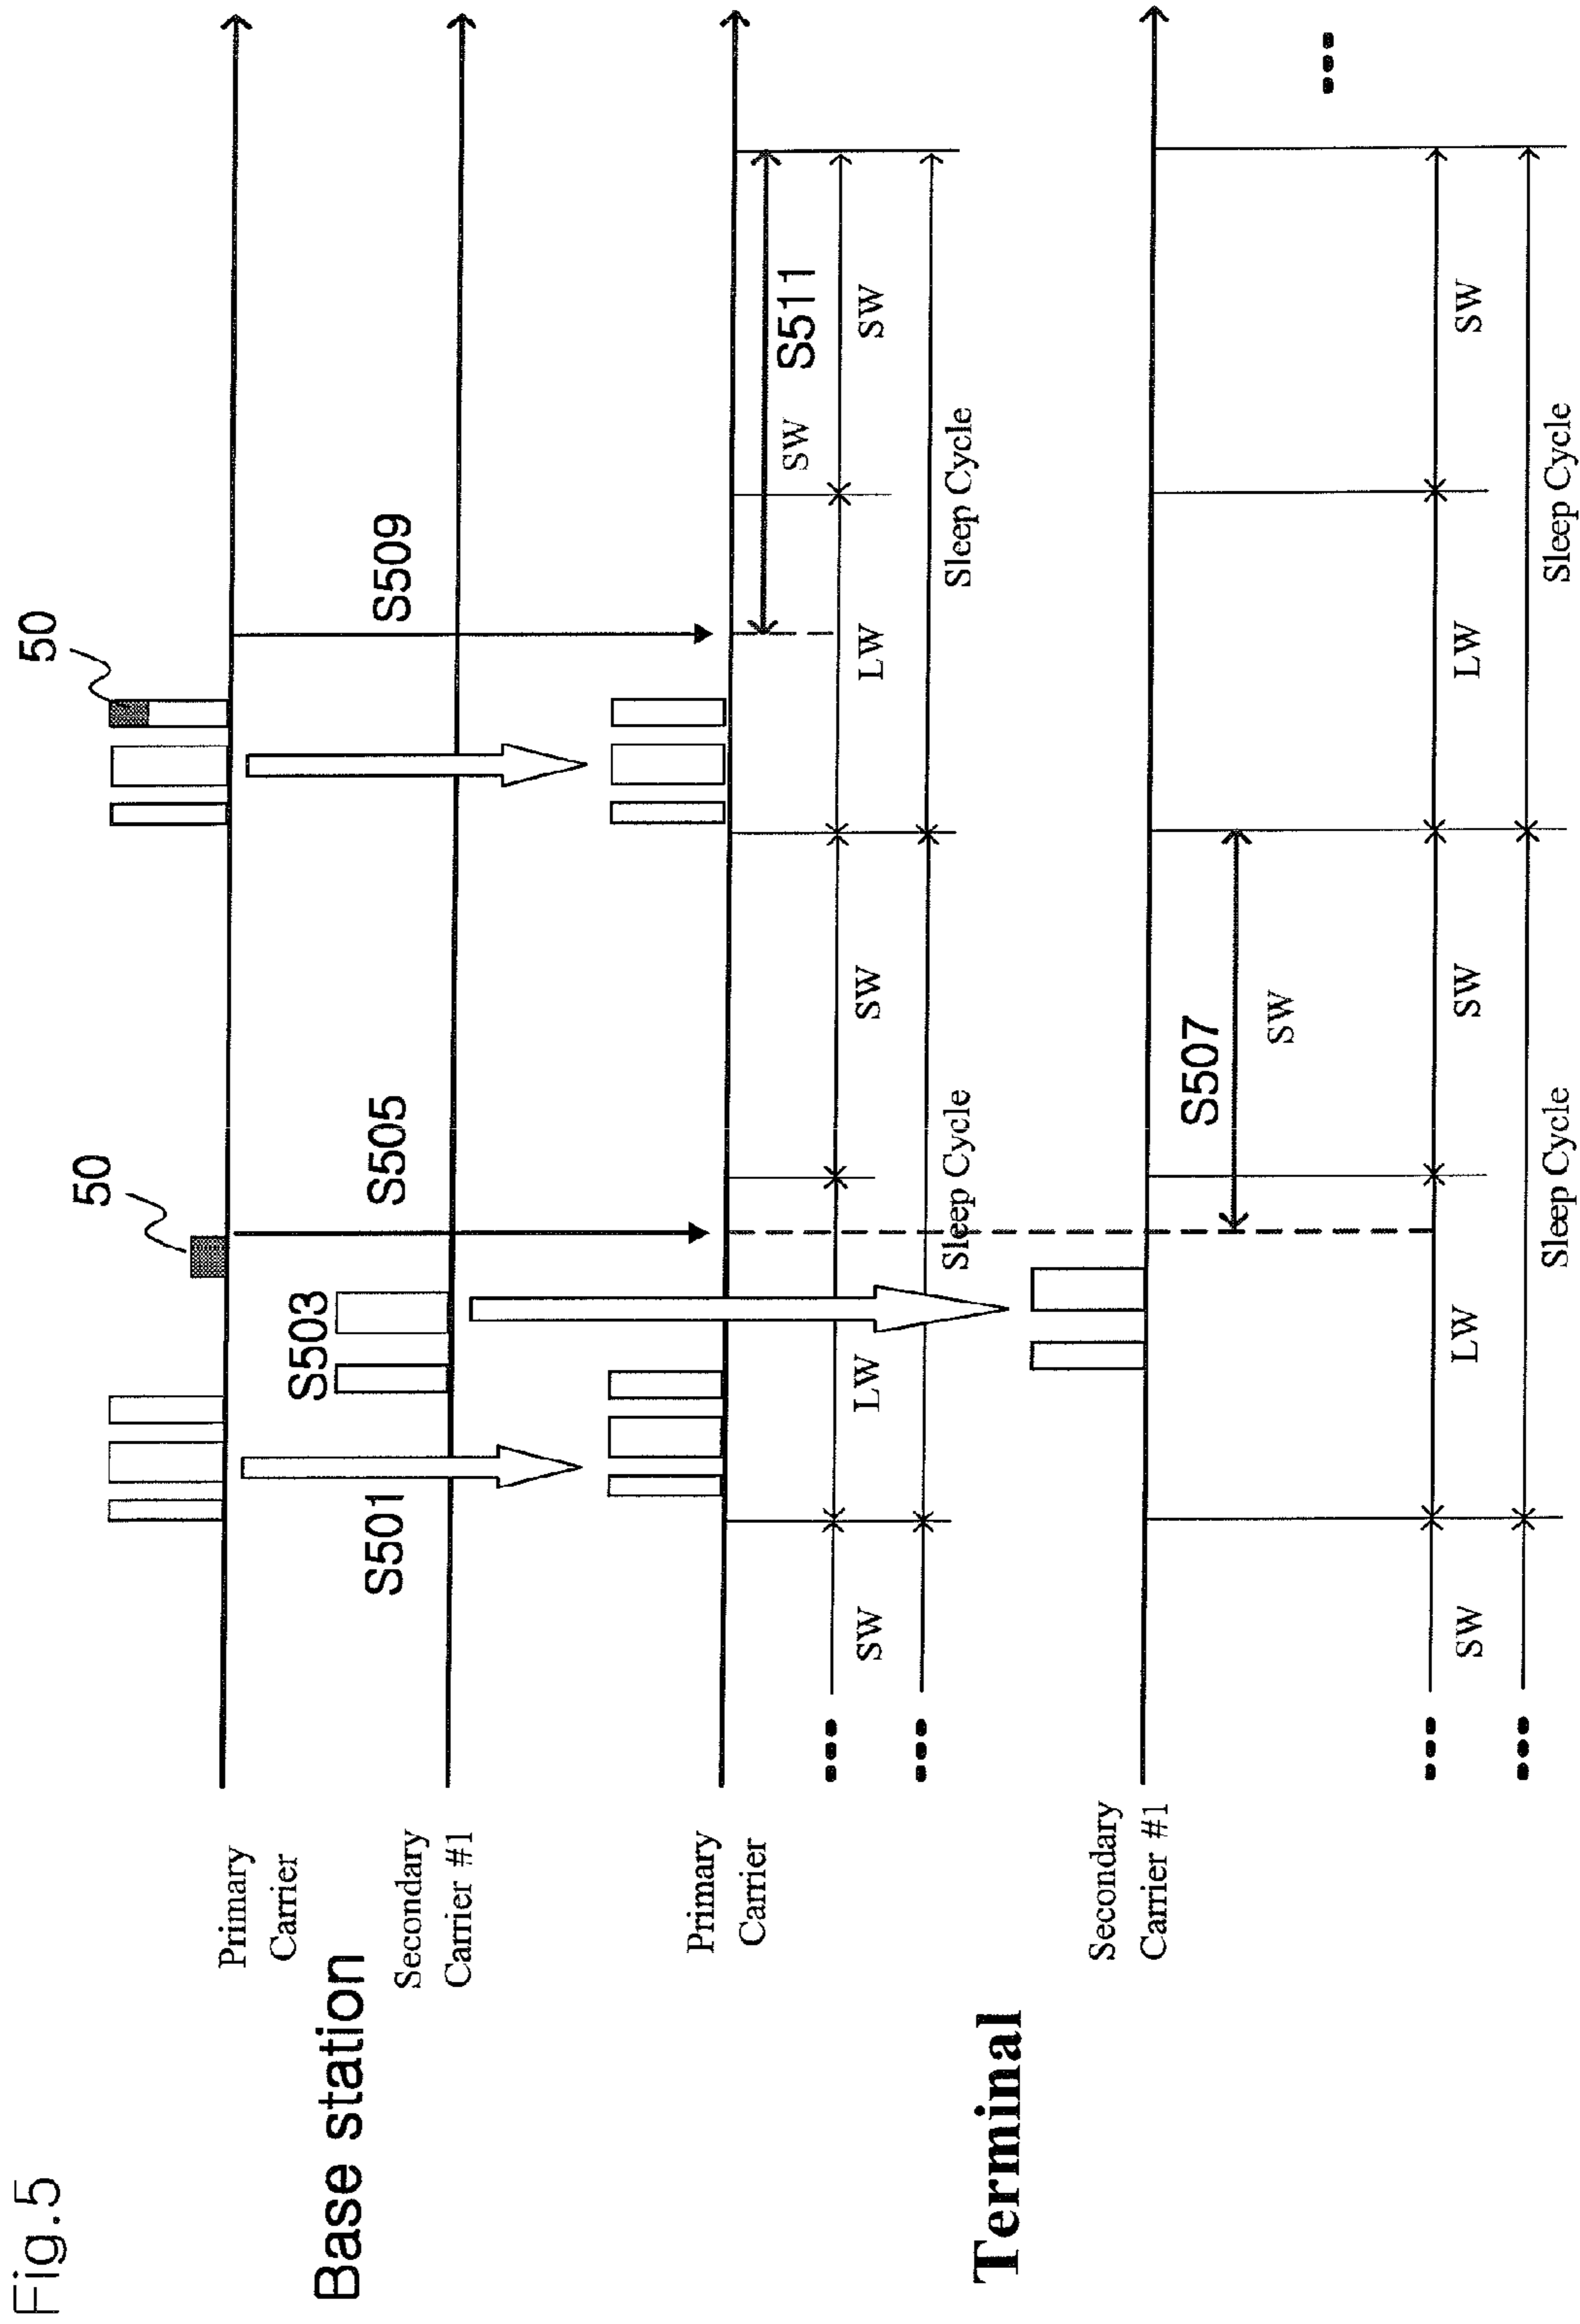 Fig.5
Base station
Primary
Carrier
Secondary
Carrier #1
50
50
S501
S503
S505
S509
Terminal
Primary
Carrier
SW
S511
SW
LW
SW
LW
SW
Sleep Cycle
Sleep Cycle
Secondary
Carrier #1
S507
SW
SW
LW
SW
LW
SW
Sleep Cycle
Sleep Cycle